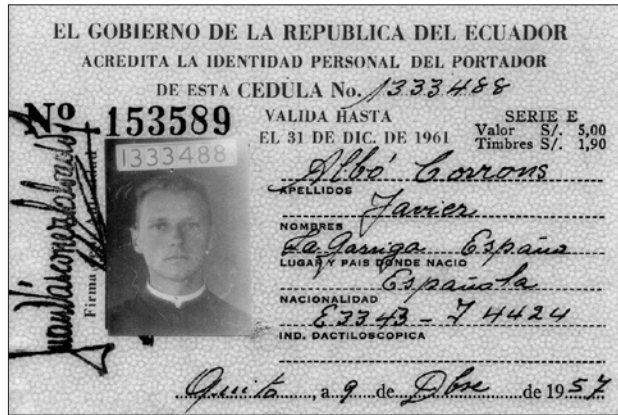 EL GOBIERNO DE LA REPUBLICA DEL ECUADOR
ACREDITA LA IDENTIDAD PERSONAL DEL PORTADOR
DE ESTA CEDULA No. 1333488
Nº 153589
VALIDA HASTA
EL 31 DE DIC. DE 1961
SERIE E
Valor S/. 5,00
Timbres S/. 1,90
1333488
Albó Corrons
APELLIDOS
Javier
NOMBRES
La Garriga España
LUGAR Y PAIS DONDE NACIO
Española
NACIONALIDAD
E3343 - I 4424
IND. DACTILOSCOPICA
Firma
Quito, a 9 de Dbre de 1957